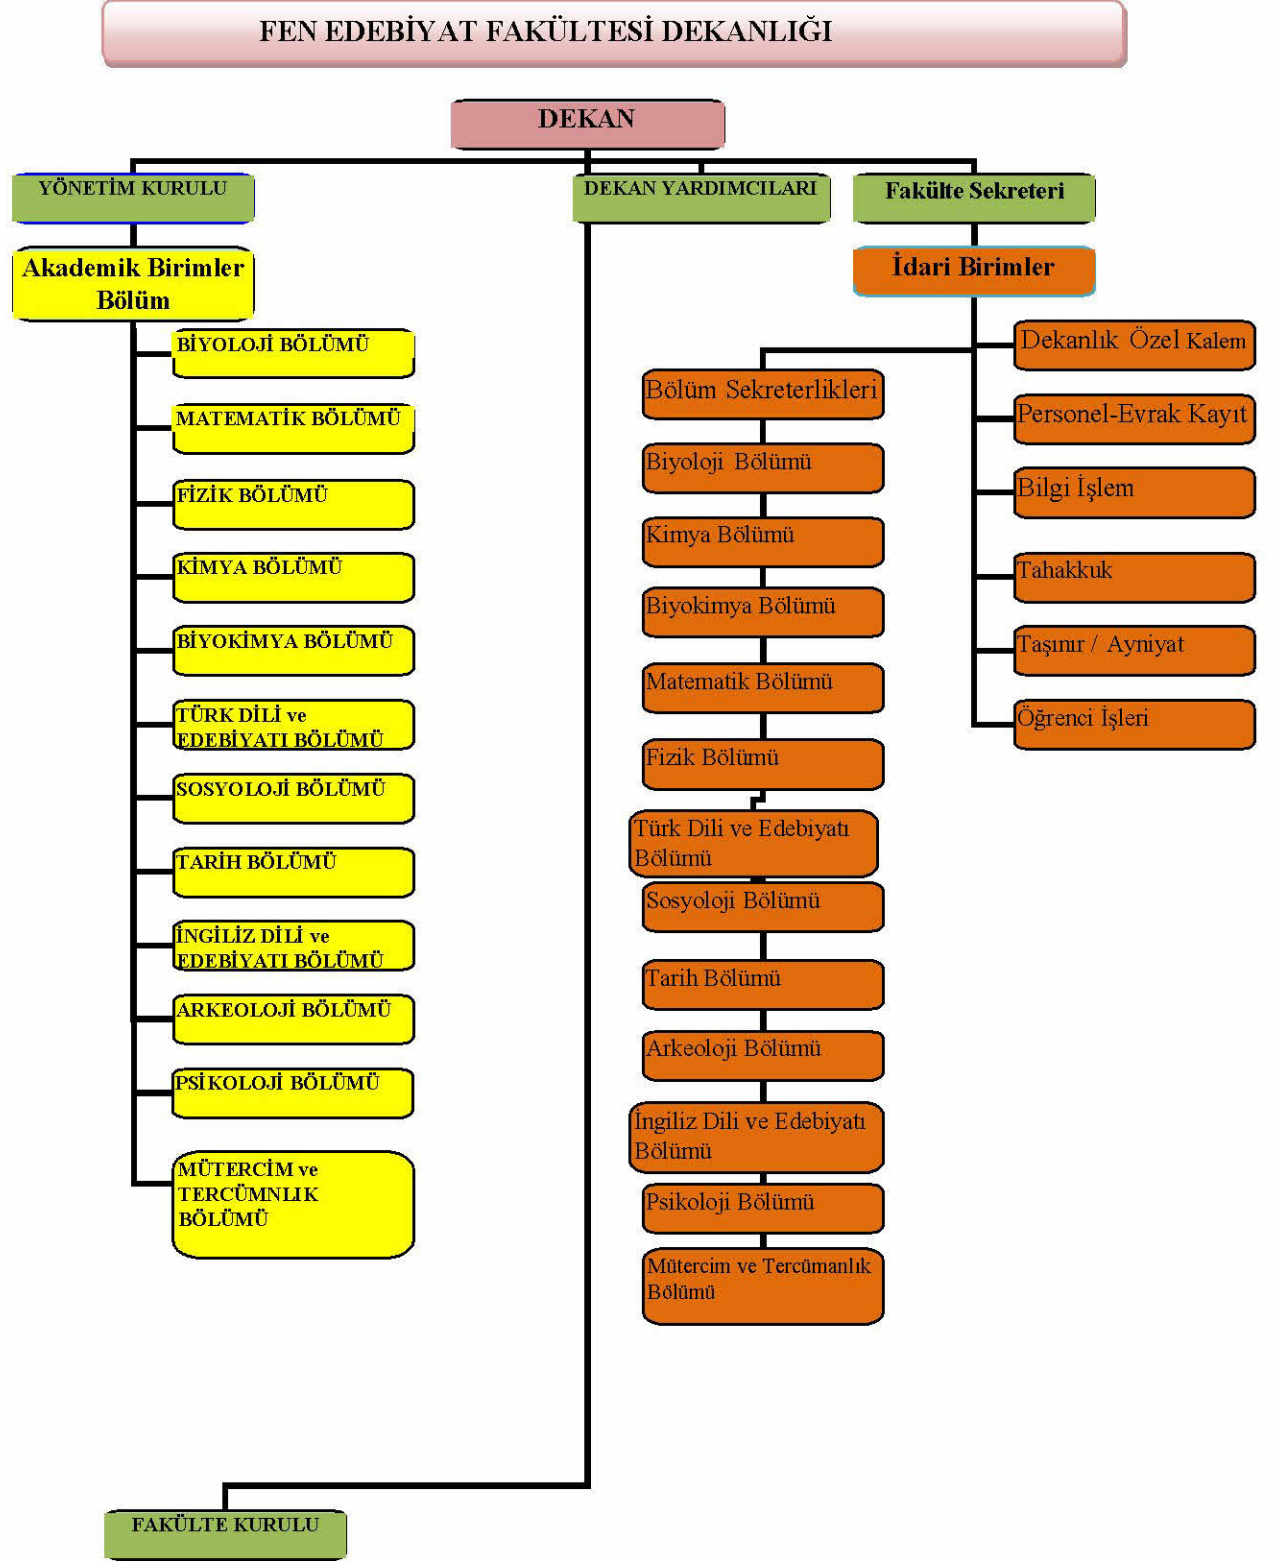 FEN EDEBİYAT FAKÜLTESİ DEKANLIĞI
DEKAN
YÖNETİM KURULU
DEKAN YARDIMCILARI
Fakülte Sekreteri
Akademik Birimler
Bölüm
İdari Birimler
BİYOLOJİ BÖLÜMÜ
MATEMATİK BÖLÜMÜ
FİZİK BÖLÜMÜ
KİMYA BÖLÜMÜ
BİYOKİMYA BÖLÜMÜ
TÜRK DİLİ ve
EDEBİYATI BÖLÜMÜ
SOSYOLOJİ BÖLÜMÜ
TARİH BÖLÜMÜ
İNGİLİZ DİLİ ve
EDEBİYATI BÖLÜMÜ
ARKEOLOJİ BÖLÜMÜ
PSİKOLOJİ BÖLÜMÜ
MÜTERCİM ve
TERCÜMNLIK
BÖLÜMÜ
Bölüm Sekreterlikleri
Biyoloji Bölümü
Kimya Bölümü
Biyokimya Bölümü
Matematik Bölümü
Fizik Bölümü
Türk Dili ve Edebiyatı
Bölümü
Sosyoloji Bölümü
Tarih Bölümü
Arkeoloji Bölümü
İngiliz Dili ve Edebiyatı
Bölümü
Psikoloji Bölümü
Mütercim ve Tercümanlık
Bölümü
Dekanlık Özel Kalem
Personel-Evrak Kayıt
Bilgi İşlem
Tahakkuk
Taşınır / Ayniyat
Öğrenci İşleri
FAKÜLTE KURULU